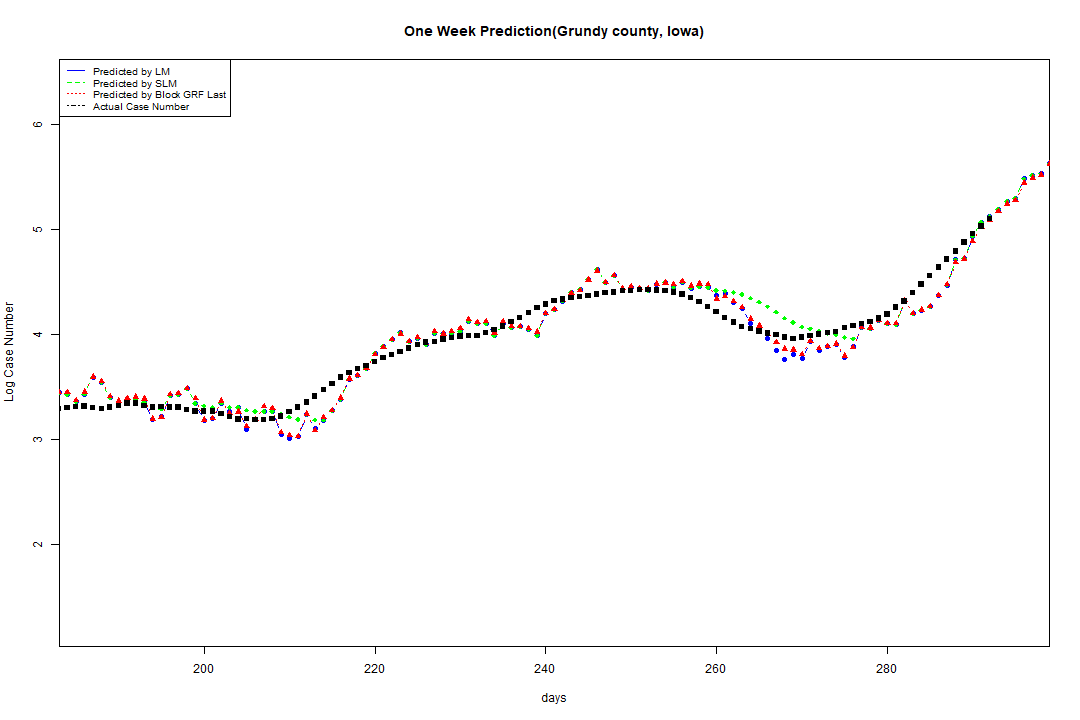 One Week Prediction(Grundy county, Iowa)
Predicted by LM
Predicted by SLM
Predicted by Block GRF Last
Actual Case Number
6
5
4
3
2
Log Case Number
200 220 240 260 280
days